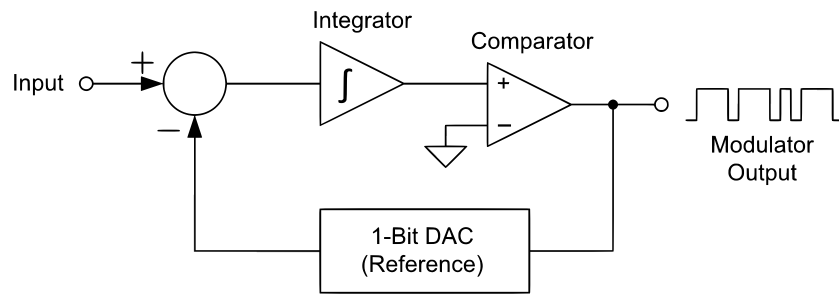 Integrator
Comparator
Input
+
−
∫
+
−
Modulator
Output
1-Bit DAC
(Reference)